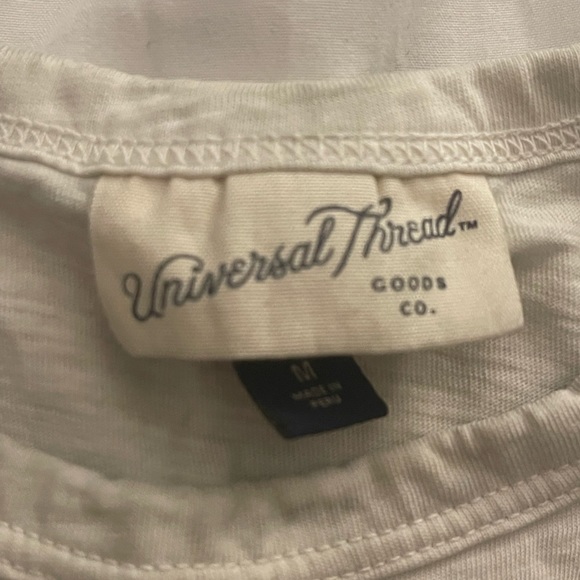 Universal Thread™
GOODS
CO.
M
MADE IN
PERU